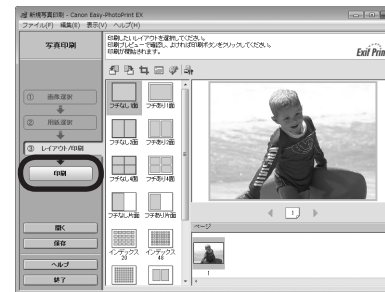 新規写真印刷 - Canon Easy-PhotoPrint EX
ファイル(F) 編集(E) 表示(V) ヘルプ(H)
写真印刷
印刷したいレイアウトを選択してください。
印刷プレビューで確認し、よければ印刷ボタンをクリックしてください。
印刷が開始されます。
Exif Print
① 画像選択
② 用紙選択
③ レイアウト/印刷
印刷
開く
保存
ヘルプ
終了
フチなし1面 フチあり1面
フチなし2面 フチあり2面
フチなし4面 フチあり4面
フチなし片面 フチあり片面
インデックス 20 インデックス 48
1
ページ
1